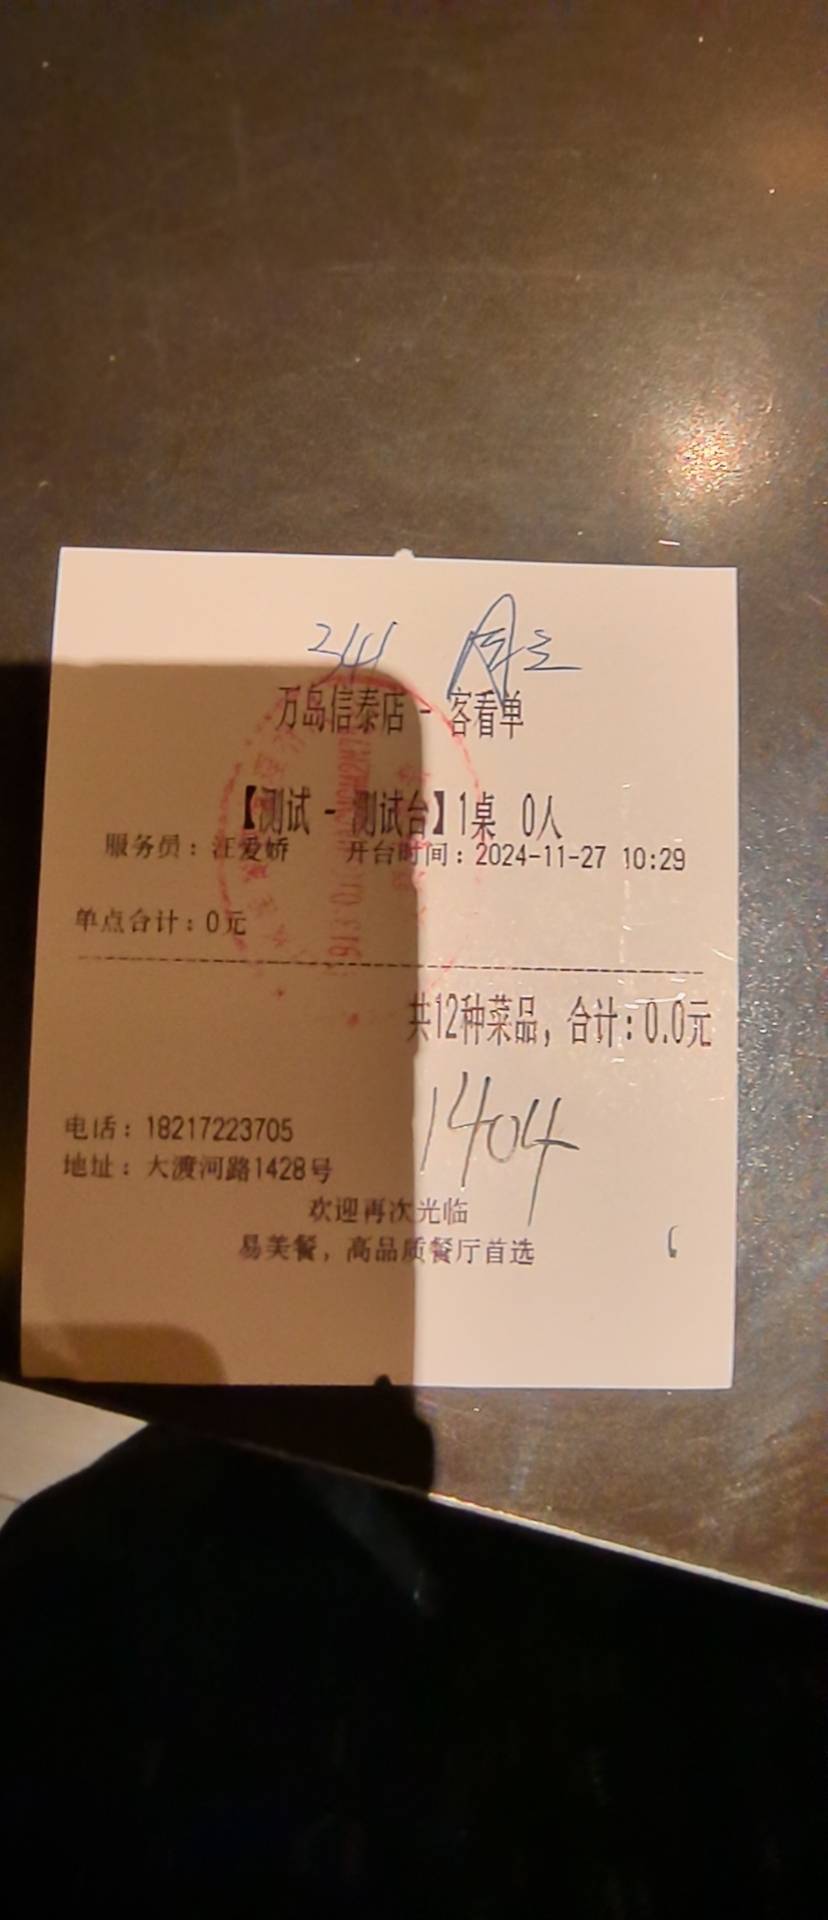 241
万岛信泰店 - 客看单
【测试 - 测试台】1桌 0人
服务员：汪爱娇 开台时间：2024-11-27 10:29
单点合计：0元
共12种菜品，合计：0.0元
1404
电话：18217223705
地址：大渡河路1428号
欢迎再次光临
易美餐，高品质餐厅首选